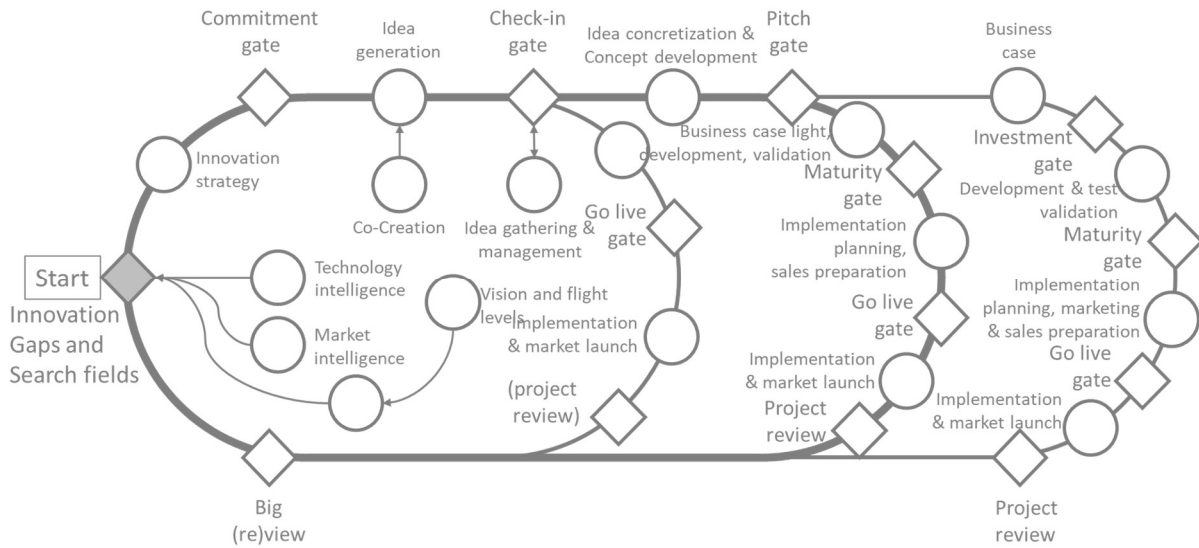 Commitment
gate
Idea
generation
Check-in
gate
Idea concretization &
Concept development
Pitch
gate
Business
case
Innovation
strategy
Business case light,
development, validation
Investment
gate
Maturity
gate
Development & test
validation
Co-Creation
Idea gathering &
management
Go live
gate
Implementation
planning,
sales preparation
Maturity
gate
Start
Innovation
Gaps and
Search fields
Technology
intelligence
Market
intelligence
Vision and flight
levels
Implementation
& market launch
Go live
gate
Implementation
planning, marketing
& sales preparation
Go live
gate
(project
review)
Implementation
& market launch
Project
review
Implementation
& market launch
Big
(re)view
Project
review